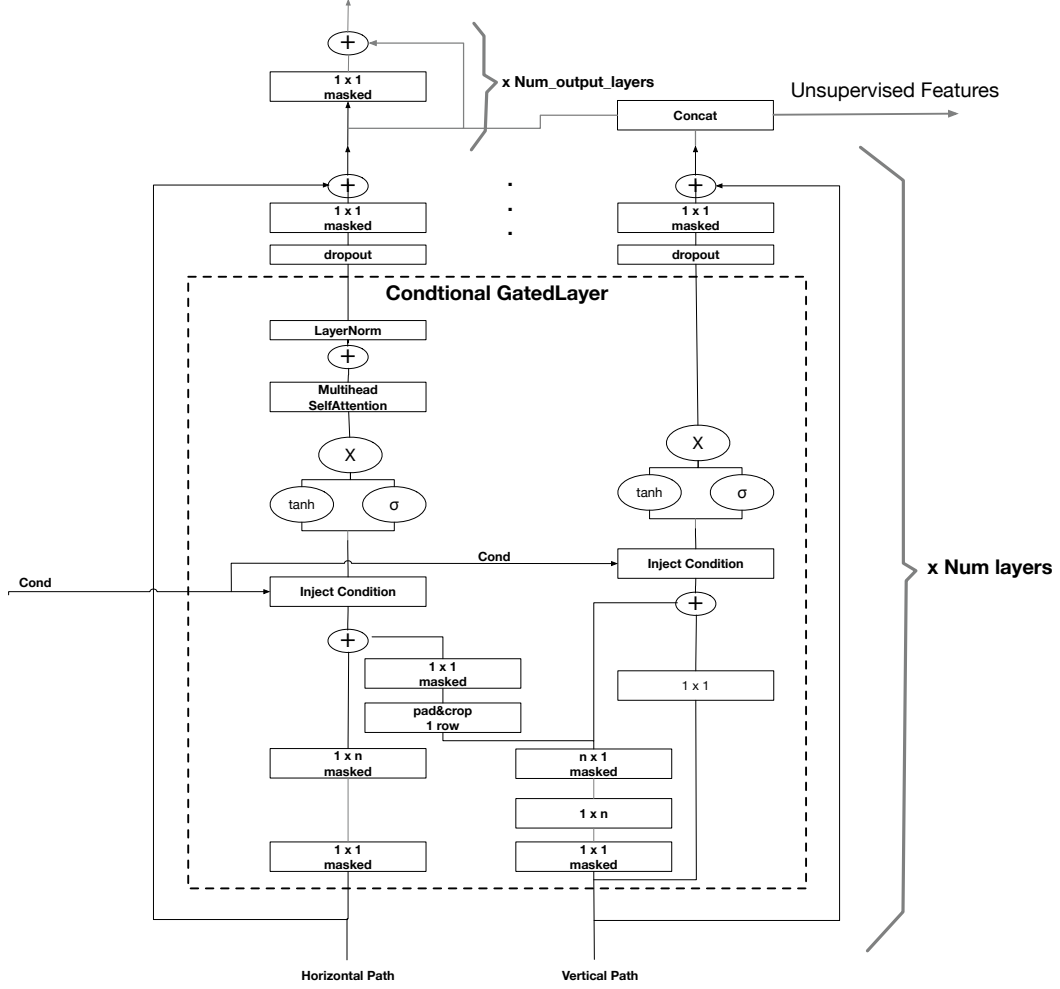 +
1 x 1
masked
x Num_output_layers
Unsupervised Features
Concat
+
+
1 x 1
masked
1 x 1
masked
dropout
dropout
Condtional GatedLayer
LayerNorm
+
Multihead
SelfAttention
X
X
tanh
σ
tanh
σ
Cond
Inject Condition
x Num layers
Cond
Inject Condition
+
+
1 x 1
masked
1 x 1
pad&crop
1 row
1 x n
masked
n x 1
masked
1 x n
1 x 1
masked
1 x 1
masked
Horizontal Path
Vertical Path